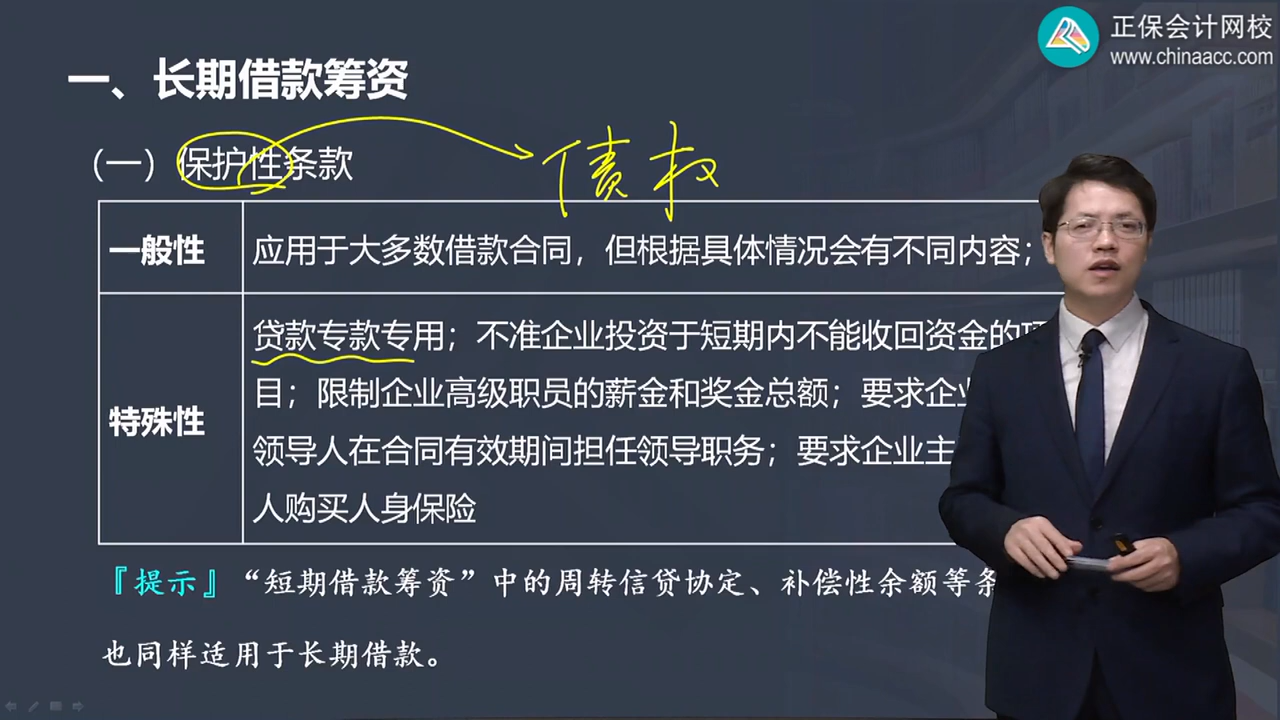 正保会计网校
www.chinaacc.com
一、长期借款筹资
（一）保护性条款
债权
一般性
应用于大多数借款合同，但根据具体情况会有不同内容；
特殊性
贷款专款专用；不准企业投资于短期内不能收回资金的项
目；限制企业高级职员的薪金和奖金总额；要求企业
领导人在合同有效期间担任领导职务；要求企业主
人购买人身保险
『提示』“短期借款筹资”中的周转信贷协定、补偿性余额等条
也同样适用于长期借款。